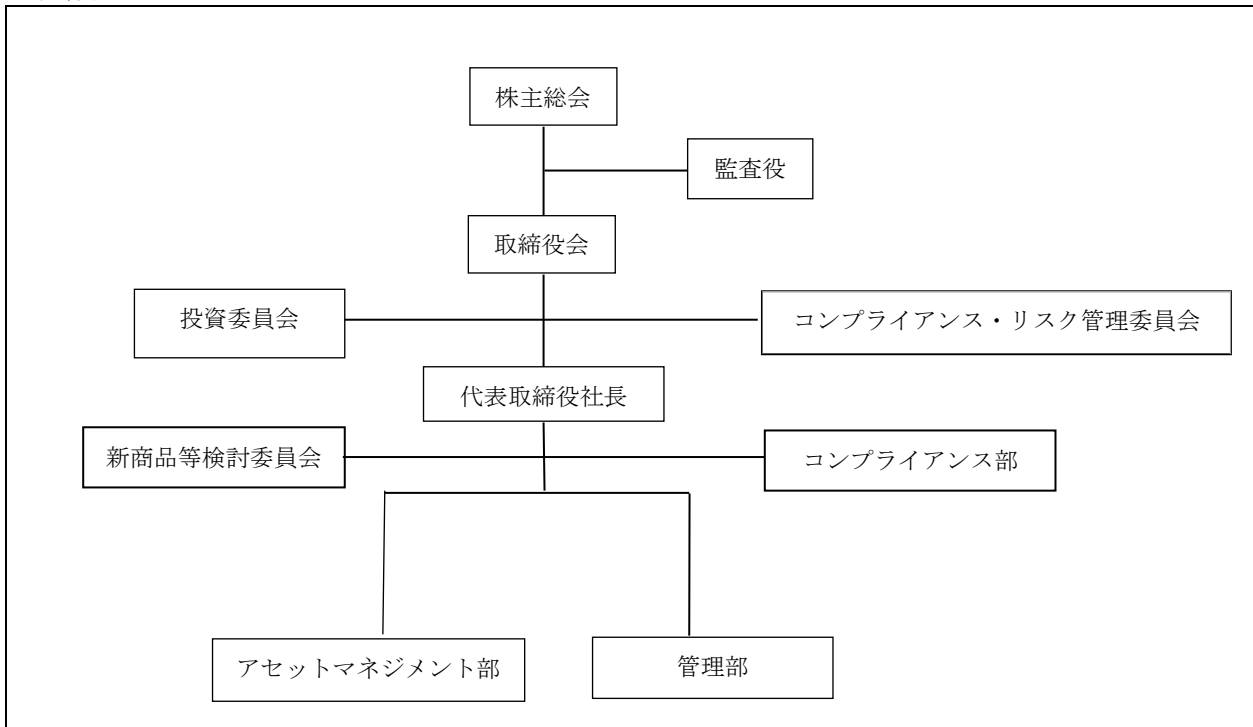 株主総会
監査役
取締役会
投資委員会
コンプライアンス・リスク管理委員会
代表取締役社長
新商品等検討委員会
コンプライアンス部
アセットマネジメント部
管理部